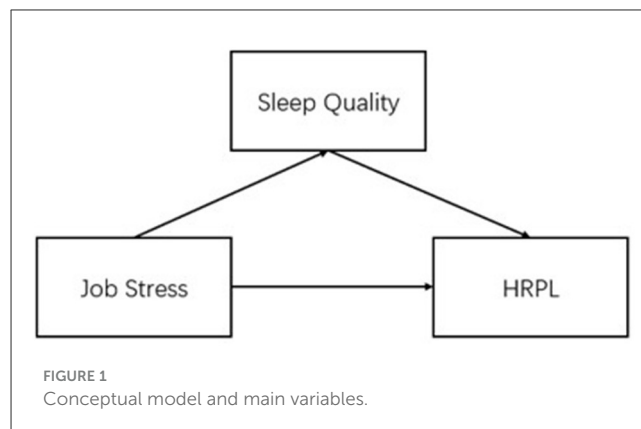 Sleep Quality
Job Stress
HRPL
FIGURE 1
Conceptual model and main variables.